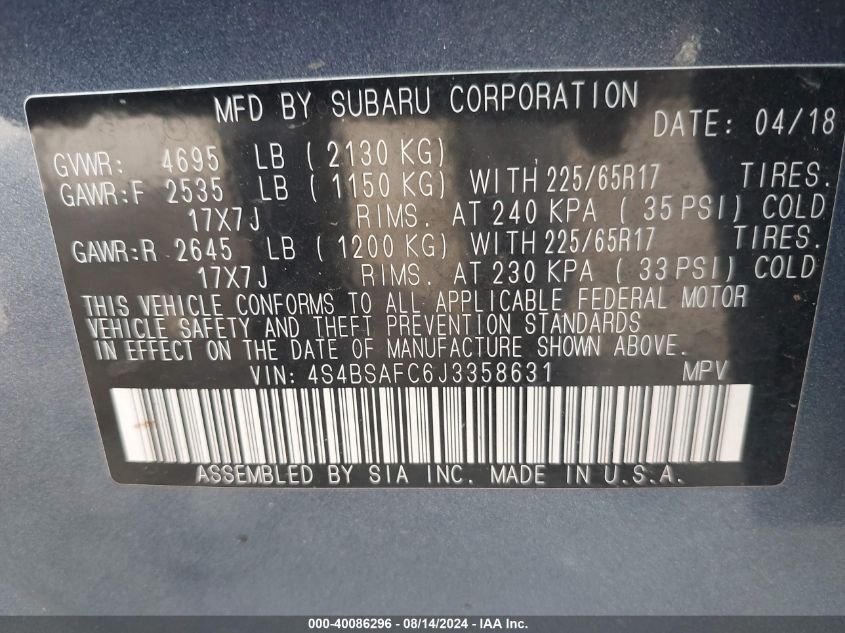 MFD BY SUBARU CORPORATION DATE: 04/18
GVWR: 4695 LB ( 2130 KG)
GAWR:F 2535 LB ( 1150 KG) WITH 225/65R17 TIRES.
17X7J RIMS. AT 240 KPA ( 35 PSI) COLD
GAWR:R 2645 LB ( 1200 KG) WITH 225/65R17 TIRES.
17X7J RIMS. AT 230 KPA ( 33 PSI) COLD
THIS VEHICLE CONFORMS TO ALL APPLICABLE FEDERAL MOTOR
VEHICLE SAFETY AND THEFT PREVENTION STANDARDS
IN EFFECT ON THE DATE OF MANUFACTURE SHOWN ABOVE.
VIN: 4S4BSAFC6J3358631 MPV
ASSEMBLED BY SIA INC. MADE IN U.S.A.
000-40086296 - 08/14/2024 - IAA Inc.